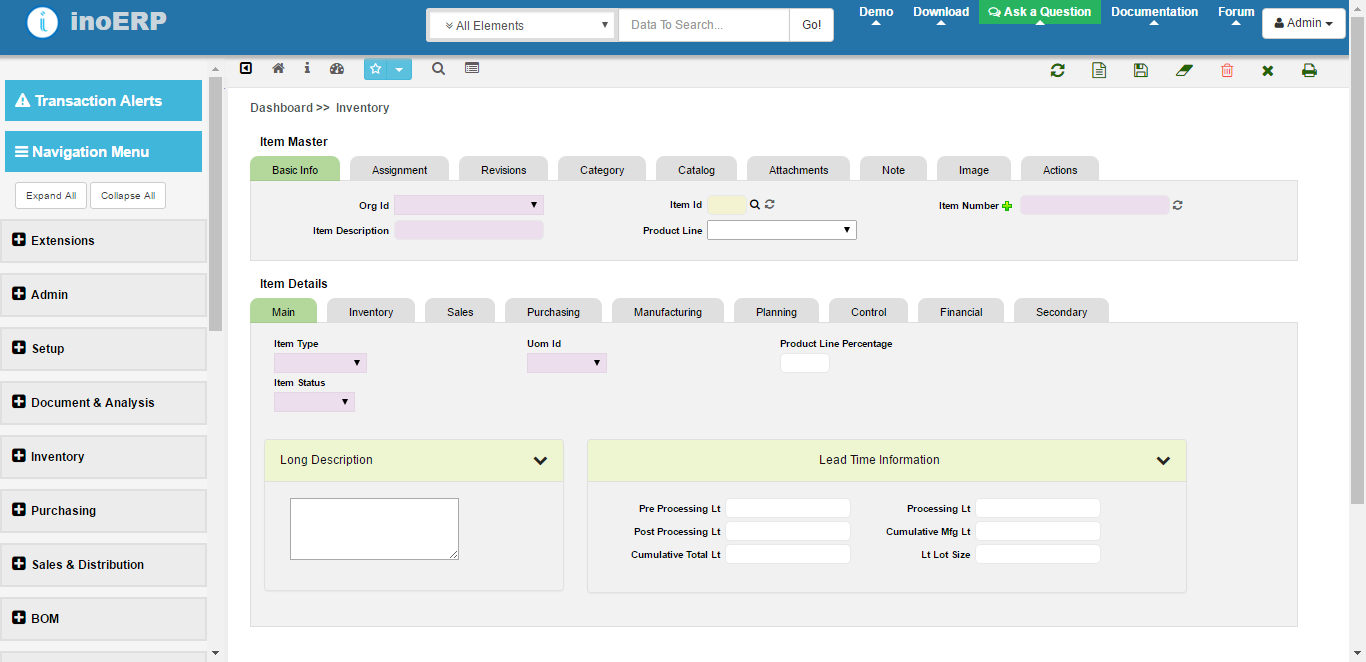 inoERP
All Elements
Data To Search...
Go!
Demo
Download
Ask a Question
Documentation
Forum
Admin
Transaction Alerts
Navigation Menu
Expand All
Collapse All
Extensions
Admin
Setup
Document & Analysis
Inventory
Purchasing
Sales & Distribution
BOM
Dashboard >> Inventory
Item Master
Basic Info
Assignment
Revisions
Category
Catalog
Attachments
Note
Image
Actions
Org Id
Item Id
Item Number
Item Description
Product Line
Item Details
Main
Inventory
Sales
Purchasing
Manufacturing
Planning
Control
Financial
Secondary
Item Type
Uom Id
Product Line Percentage
Item Status
Long Description
Lead Time Information
Pre Processing Lt
Processing Lt
Post Processing Lt
Cumulative Mfg Lt
Cumulative Total Lt
Lt Lot Size